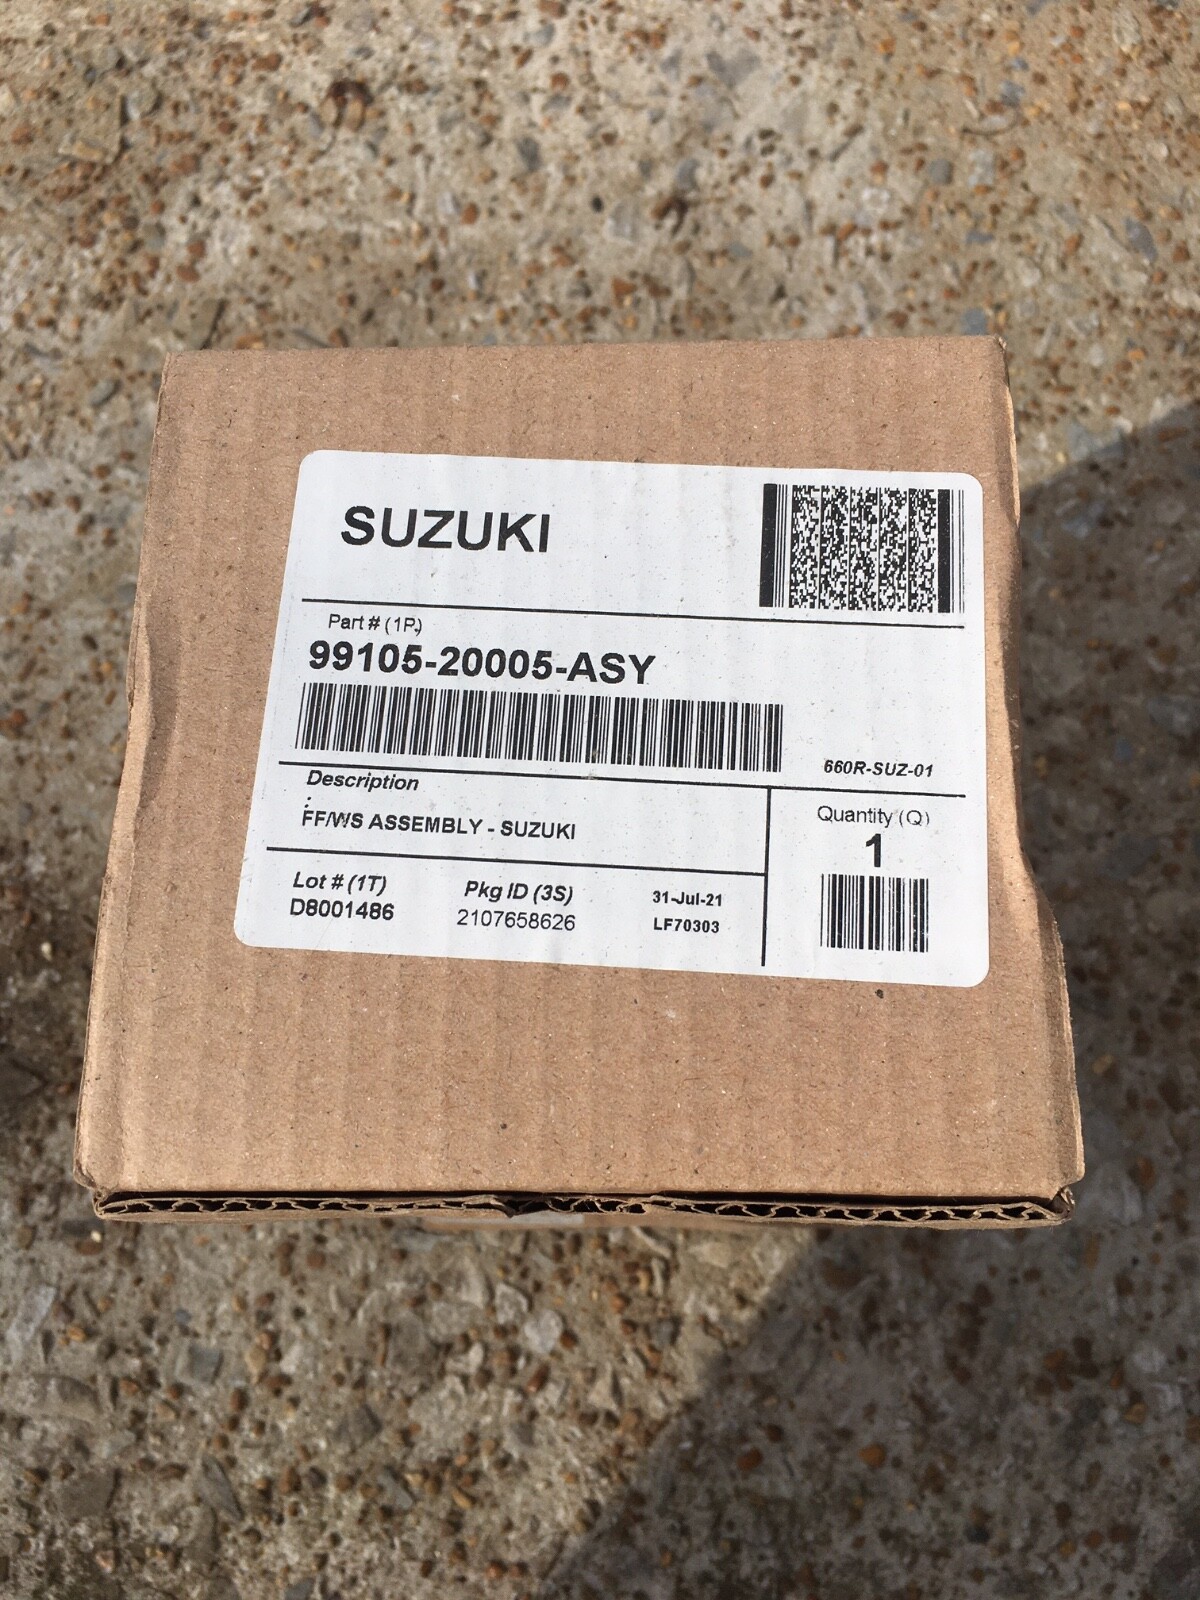 SUZUKI
Part # (1P)
99105-20005-ASY
660R-SUZ-01
Description
:
FF/WS ASSEMBLY - SUZUKI
Quantity (Q)
1
Lot # (1T)
D8001486
Pkg ID (3S)
2107658626
31-Jul-21
LF70303